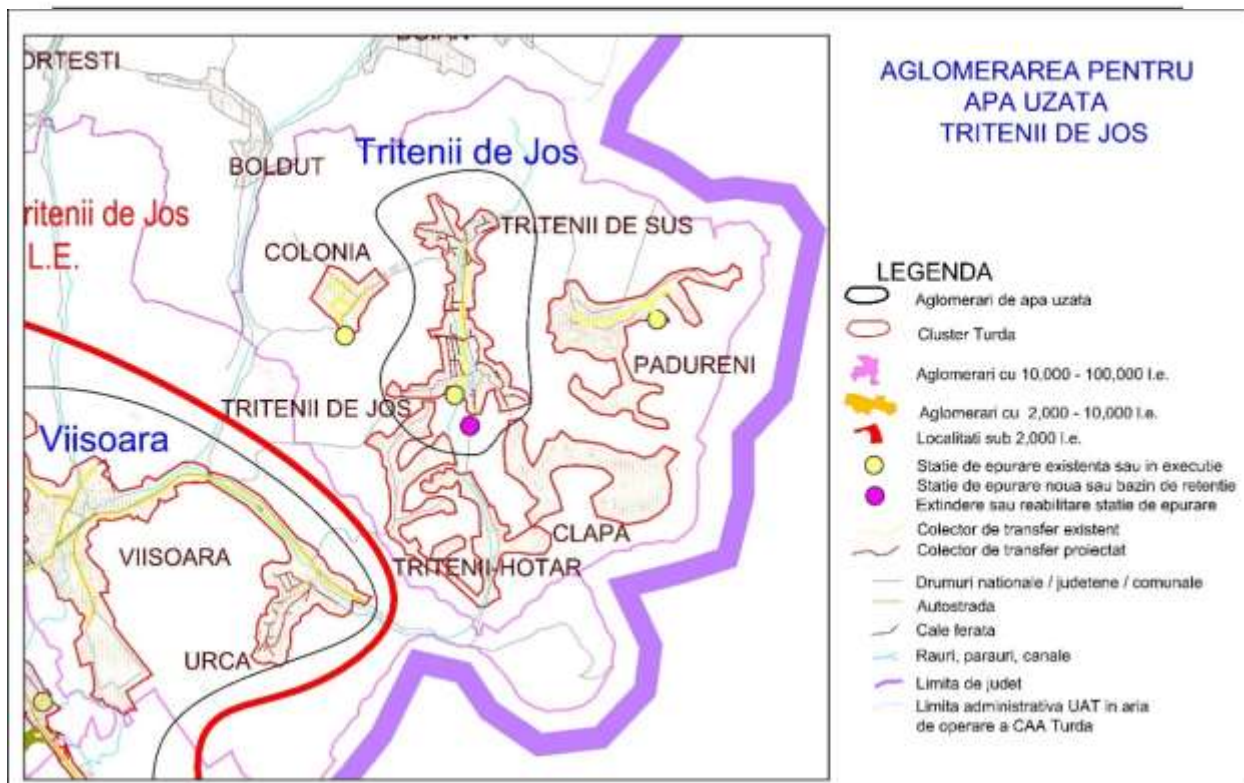 AGLOMERAREA PENTRU
APA UZATA
TRITENII DE JOS
BOLDUT
Tritenii de Jos
ritenii de Jos
L.E.
COLONIA
TRITENII DE SUS
PADURENI
TRITENII DE JOS
Viisoara
VIISOARA
CLAPA
TRITENII-HOTAR
URCA
LEGENDA
Aglomerari de apa uzata
Cluster Turda
Aglomerari cu 10,000 - 100,000 l.e.
Aglomerari cu 2,000 - 10,000 l.e.
Localitati sub 2,000 l.e.
Statie de epurare existenta sau in executie
Statie de epurare noua sau bazin de retentie
Extindere sau reabilitare statie de epurare
Colector de transfer existent
Colector de transfer proiectat
Drumuri nationale / judetene / comunale
Autostrada
Cale ferata
Rauri, parauri, canale
Limita de judet
Limita administrativa UAT in aria
de operare a CAA Turda